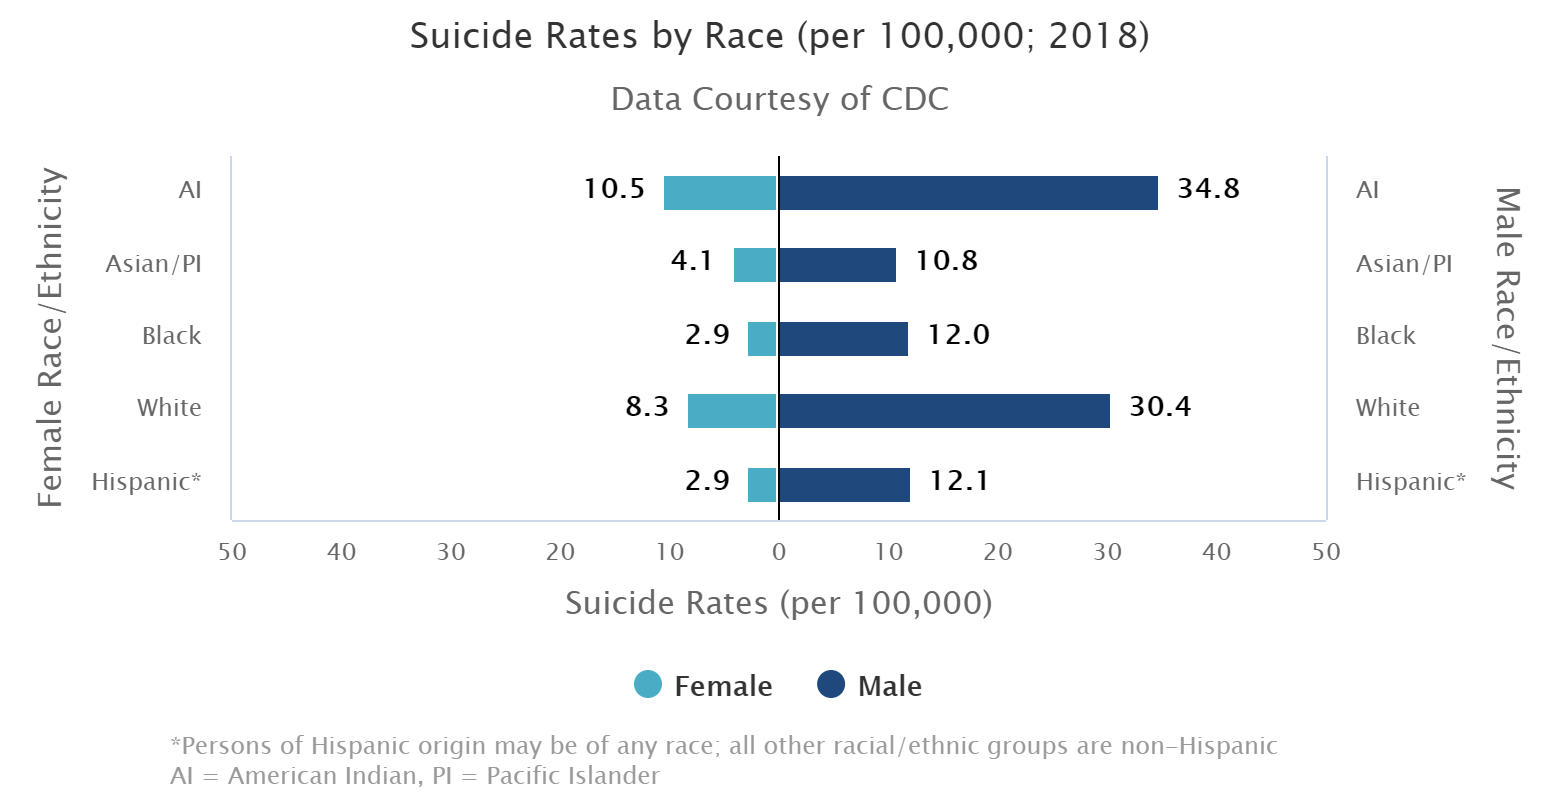 Suicide Rates by Race (per 100,000; 2018)
Data Courtesy of CDC
Female Race/Ethnicity
Male Race/Ethnicity
AI 10.5 34.8 AI
Asian/PI 4.1 10.8 Asian/PI
Black 2.9 12.0 Black
White 8.3 30.4 White
Hispanic* 2.9 12.1 Hispanic*
50 40 30 20 10 0 10 20 30 40 50
Suicide Rates (per 100,000)
Female Male
*Persons of Hispanic origin may be of any race; all other racial/ethnic groups are non-Hispanic
AI = American Indian, PI = Pacific Islander